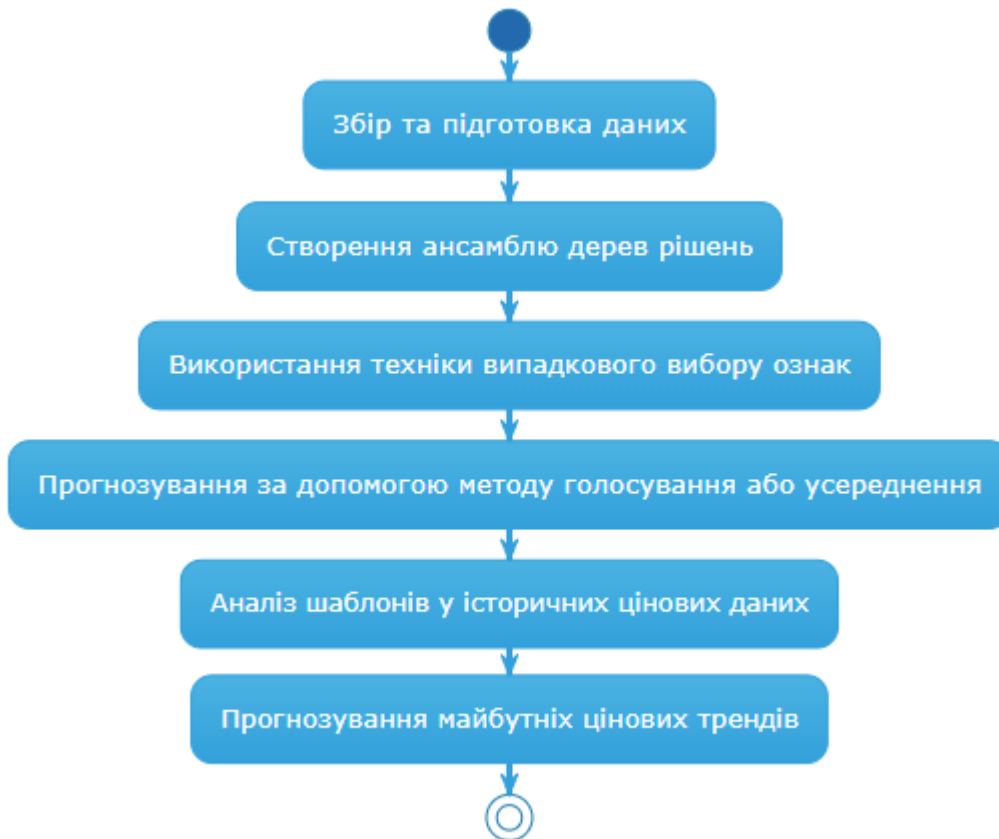 Збір та підготовка даних
Створення ансамблю дерев рішень
Використання техніки випадкового вибору ознак
Прогнозування за допомогою методу голосування або усереднення
Аналіз шаблонів у історичних цінових даних
Прогнозування майбутніх цінових трендів